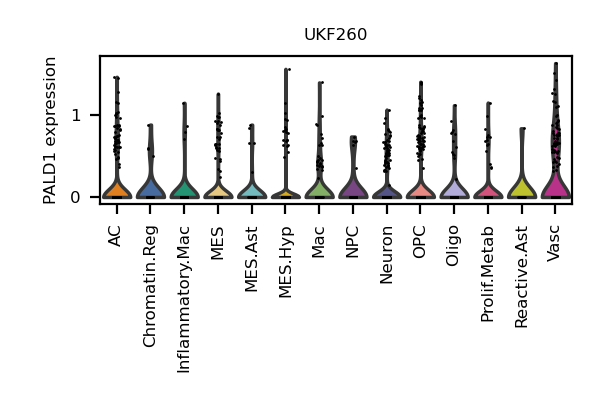 UKF260
PALD1 expression
1
0
AC
Chromatin.Reg
Inflammatory.Mac
MES
MES.Ast
MES.Hyp
Mac
NPC
Neuron
OPC
Oligo
Prolif.Metab
Reactive.Ast
Vasc